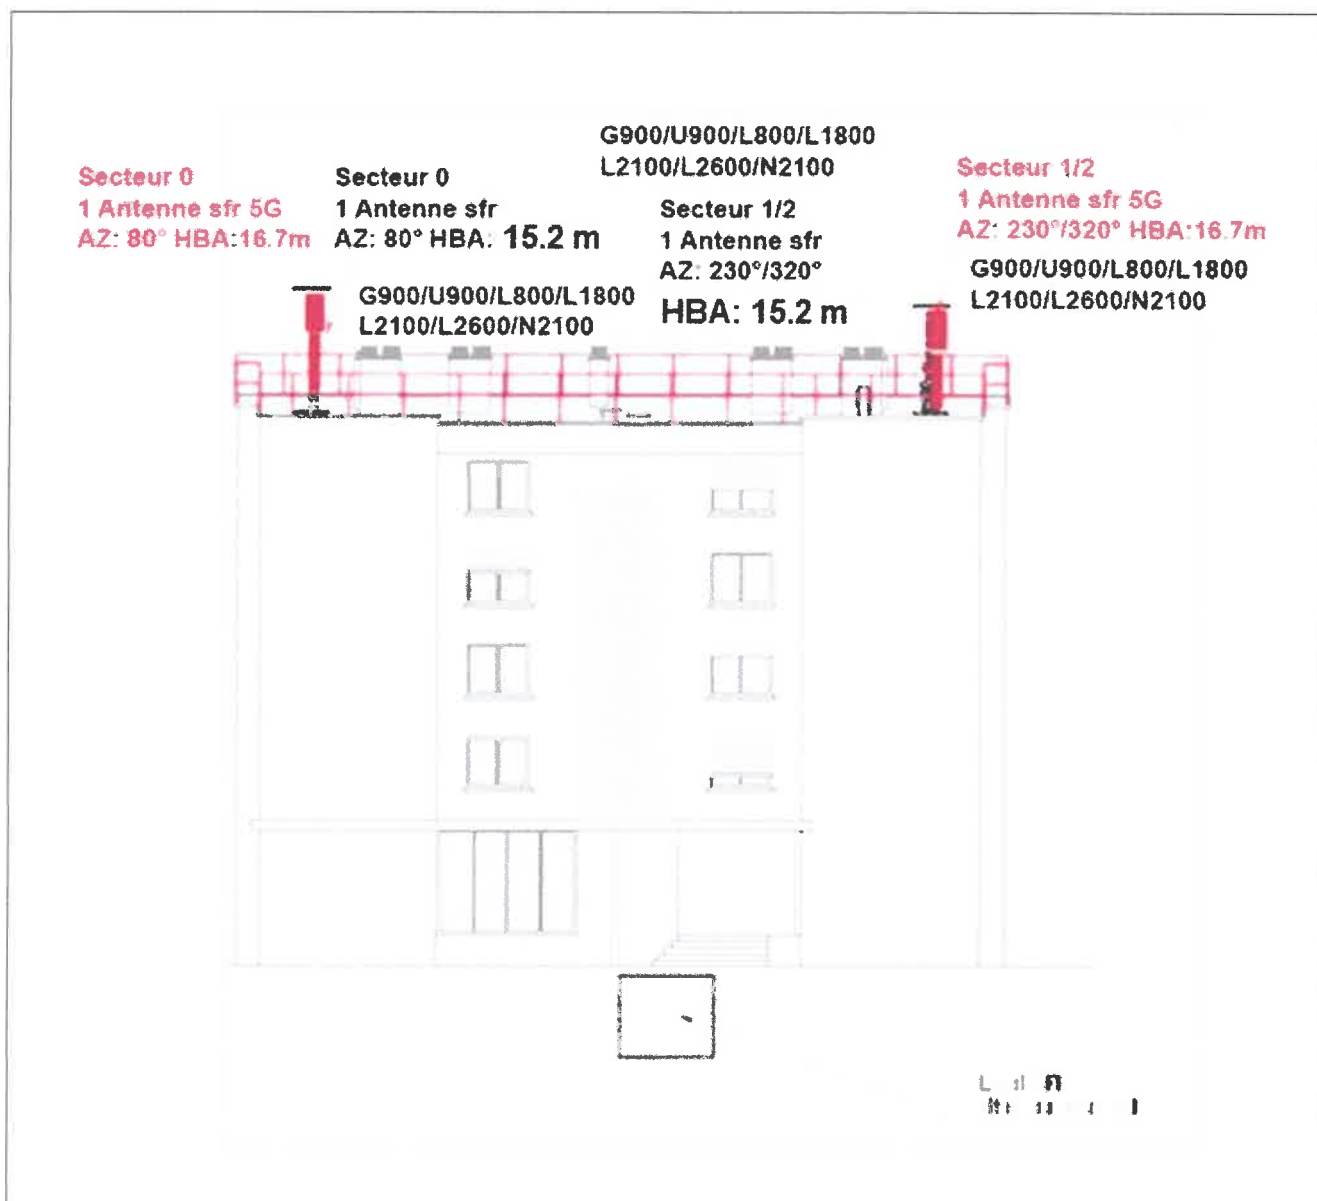 G900/U900/L800/L1800
L2100/L2600/N2100
Secteur 0
1 Antenne sfr 5G
AZ: 80° HBA:16.7m
Secteur 0
1 Antenne sfr
AZ: 80° HBA: 15.2 m
G900/U900/L800/L1800
L2100/L2600/N2100
Secteur 1/2
1 Antenne sfr
AZ: 230°/320°
HBA: 15.2 m
Secteur 1/2
1 Antenne sfr 5G
AZ: 230°/320° HBA:16.7m
G900/U900/L800/L1800
L2100/L2600/N2100